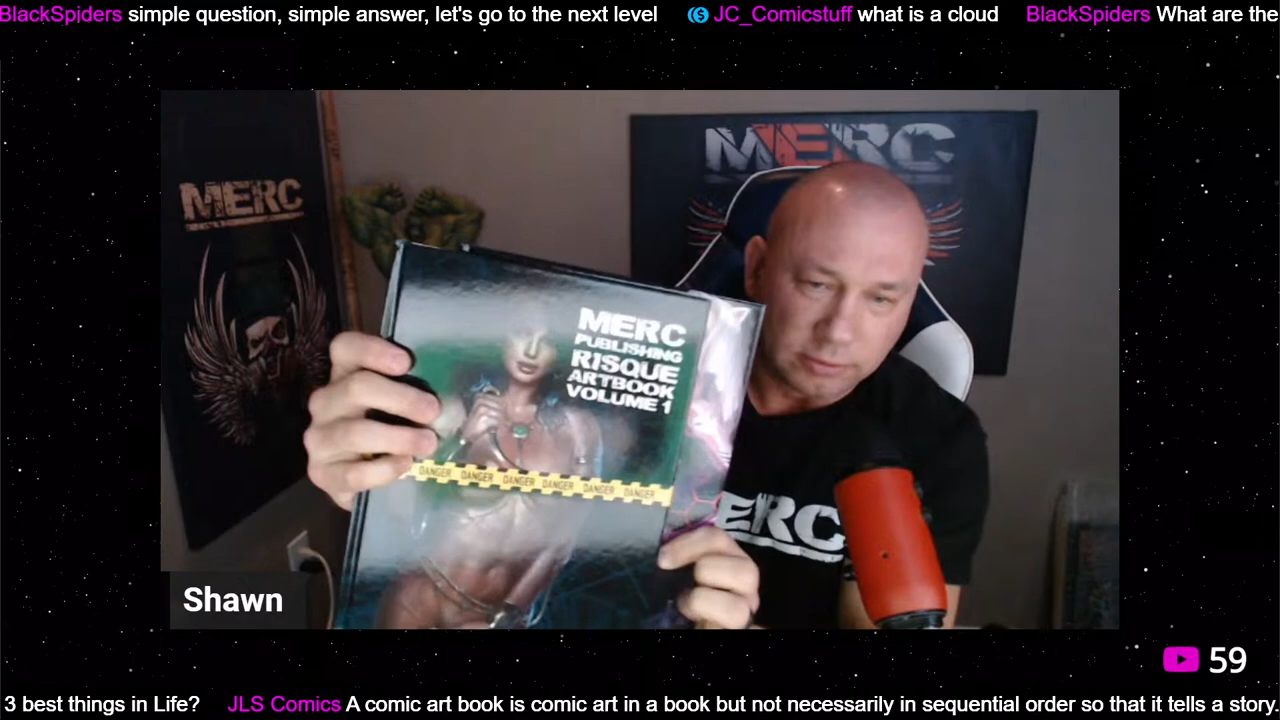 BlackSpiders simple question, simple answer, let's go to the next level JC_Comicstuff what is a cloud BlackSpiders What are the
MERC
MERC
MERC
PUBLISHING
RISQUE
ARTBOOK
VOLUME 1
DANGER DANGER DANGER DANGER DANGER DANGER
ERC
Shawn
59
3 best things in Life? JLS Comics A comic art book is comic art in a book but not necessarily in sequential order so that it tells a story.